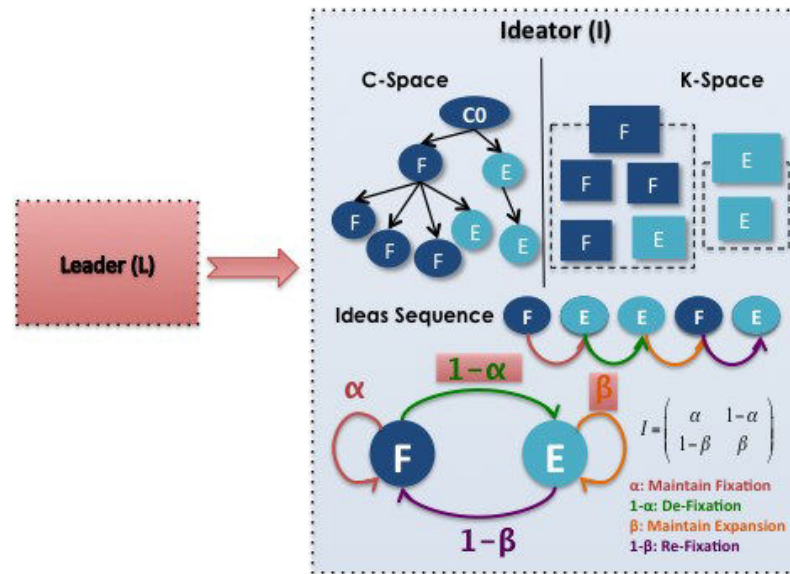 Ideator (I)
C-Space
K-Space
C0
F
E
F
F
F
E
E
F
F
F
F
E
E
E
Leader (L)
Ideas Sequence
F
E
E
F
E
α
1-α
β
F
E
1-β
I = ( α 1-α
1-β β )
α: Maintain Fixation
1-α: De-Fixation
β: Maintain Expansion
1-β: Re-Fixation